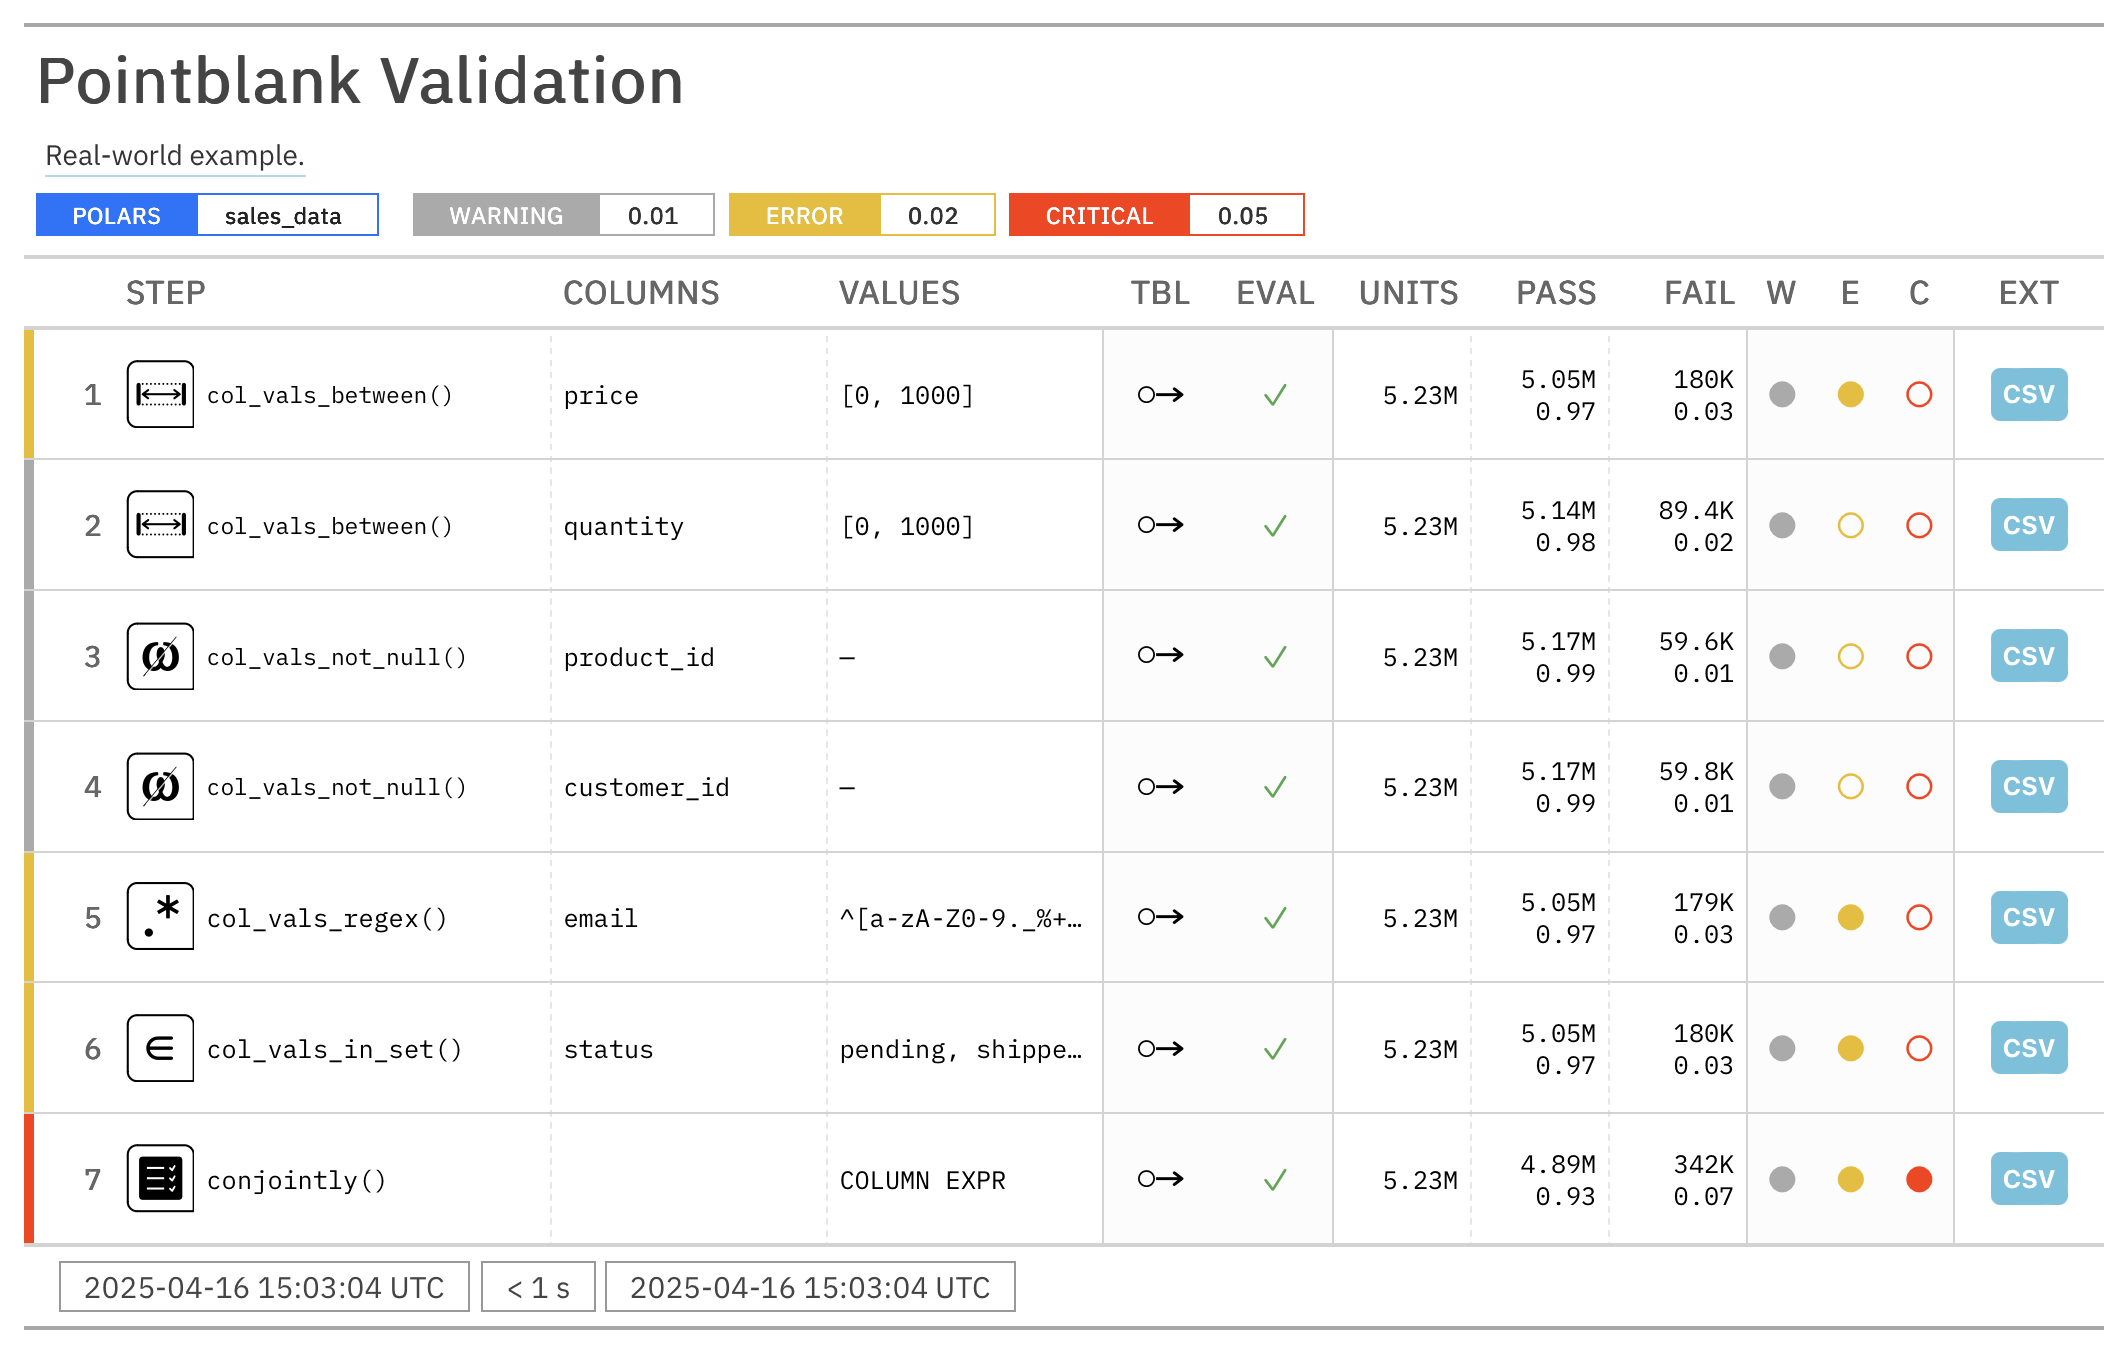 Pointblank Validation
Real-world example.
POLARS sales_data WARNING 0.01 ERROR 0.02 CRITICAL 0.05
STEP COLUMNS VALUES TBL EVAL UNITS PASS FAIL W E C EXT
1 col_vals_between() price [0, 1000] ✓ 5.23M 5.05M 0.97 180K 0.03 CSV
2 col_vals_between() quantity [0, 1000] ✓ 5.23M 5.14M 0.98 89.4K 0.02 CSV
3 col_vals_not_null() product_id — ✓ 5.23M 5.17M 0.99 59.6K 0.01 CSV
4 col_vals_not_null() customer_id — ✓ 5.23M 5.17M 0.99 59.8K 0.01 CSV
5 .* col_vals_regex() email ^[a-zA-Z0-9._%+… ✓ 5.23M 5.05M 0.97 179K 0.03 CSV
6 ∈ col_vals_in_set() status pending, shippe… ✓ 5.23M 5.05M 0.97 180K 0.03 CSV
7 conjointly() COLUMN EXPR ✓ 5.23M 4.89M 0.93 342K 0.07 CSV
2025-04-16 15:03:04 UTC < 1 s 2025-04-16 15:03:04 UTC